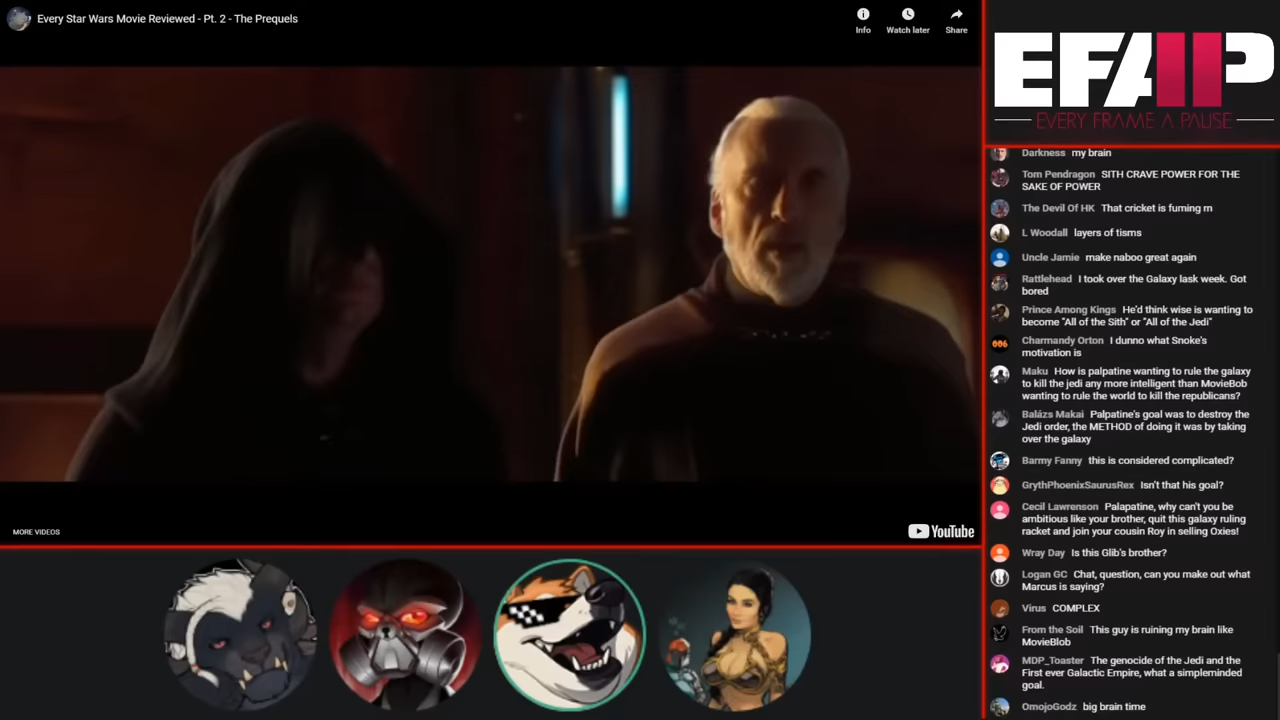 Every Star Wars Movie Reviewed - Pt. 2 - The Prequels
Info
Watch later
Share
MORE VIDEOS
YouTube
EFAP
EVERY FRAME A PAUSE
Darkness my brain
Tom Pendragon SITH CRAVE POWER FOR THE
SAKE OF POWER
The Devil Of HK That cricket is fuming rn
L Woodall layers of tisms
Uncle Jamie make naboo great again
Rattlehead I took over the Galaxy lask week. Got
bored
Prince Among Kings He'd think wise is wanting to
become "All of the Sith" or "All of the Jedi"
Charmandy Orton I dunno what Snoke's
motivation is
Maku How is palpatine wanting to rule the galaxy
to kill the jedi any more intelligent than MovieBob
wanting to rule the world to kill the republicans?
Balázs Makai Palpatine's goal was to destroy the
Jedi order, the METHOD of doing it was by taking
over the galaxy
Barmy Fanny this is considered complicated?
GrythPhoenixSaurusRex Isn't that his goal?
Cecil Lawrenson Palapatine, why can't you be
ambitious like your brother, quit this galaxy ruling
racket and join your cousin Roy in selling Oxies!
Wray Day Is this Glib's brother?
Logan GC Chat, question, can you make out what
Marcus is saying?
Virus COMPLEX
From the Soil This guy is ruining my brain like
MovieBlob
MDP_Toaster The genocide of the Jedi and the
First ever Galactic Empire, what a simpleminded
goal.
OmojoGodz big brain time